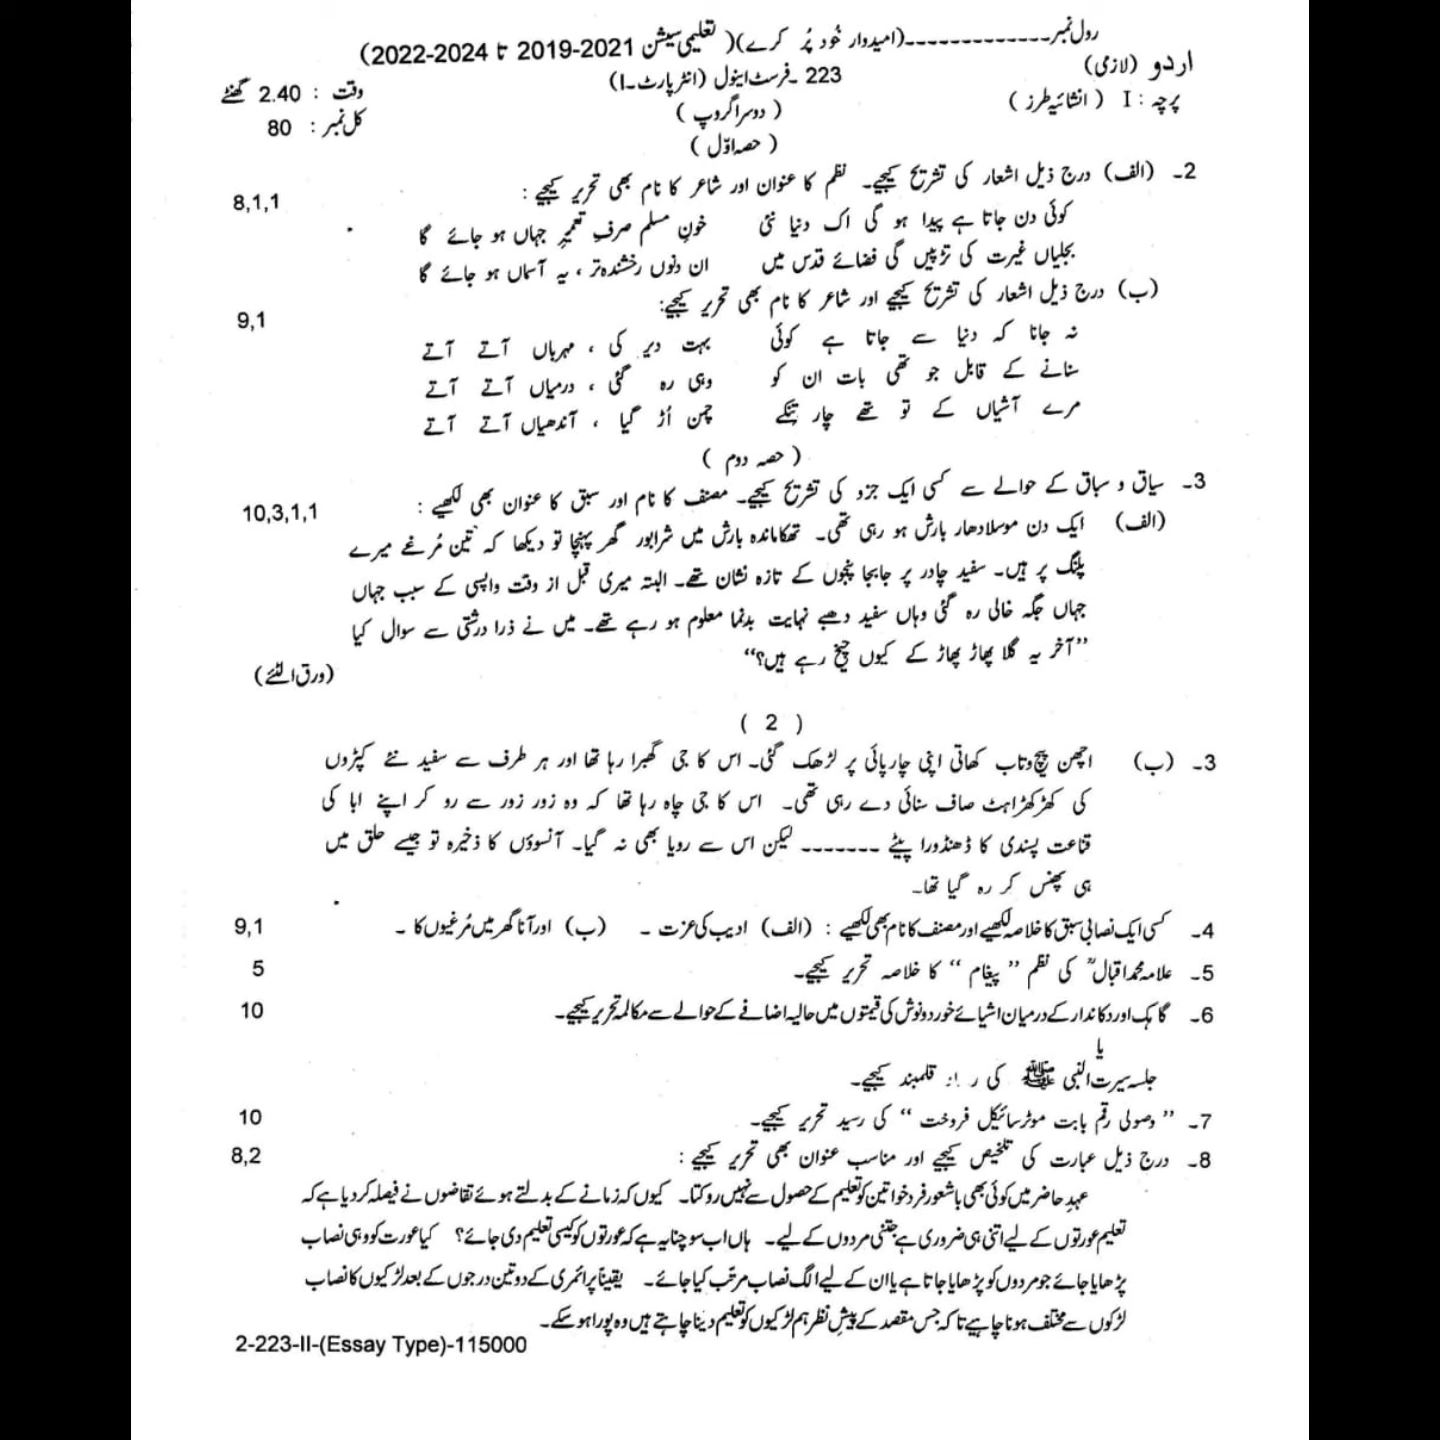 رول نمبر ------------- (امیدوار خُود پُر کرے) (تعلیمی سیشن 2021-2019 تا 2024-2022)
اردو (لازمی) 223 ۔فرسٹ اینول (انٹر پارٹ۔I) وقت : 2.40 گھنٹے
پرچہ : I (انشائیہ طرز) (دوسرا گروپ) کل نمبر : 80
(حصہ اوّل)
2۔ (الف) درج ذیل اشعار کی تشریح کیجیے۔ نظم کا عنوان اور شاعر کا نام بھی تحریر کیجیے : 8,1,1
کوئی دن جاتا ہے پیدا ہو گی اک دنیا نئی خونِ مسلم صرفِ تعمیرِ جہاں ہو جائے گا
بجلیاں غیرت کی تڑپیں گی فضائے قدس میں ان دنوں رخشندہ تر ، یہ آسماں ہو جائے گا
(ب) درج ذیل اشعار کی تشریح کیجیے اور شاعر کا نام بھی تحریر کیجیے: 9,1
نہ جانا کہ دنیا سے جاتا ہے کوئی بہت دیر کی ، مہرباں آتے آتے
سنانے کے قابل جو تھی بات ان کو وہی رہ گئی ، درمیاں آتے آتے
مرے آشیاں کے تو تھے چار تنکے چمن اُڑ گیا ، آندھیاں آتے آتے
(حصہ دوم)
3۔ سیاق و سباق کے حوالے سے کسی ایک جزو کی تشریح کیجیے۔ مصنف کا نام اور سبق کا عنوان بھی لکھیے : 10,3,1,1
(الف) ایک دن موسلا دھار بارش ہو رہی تھی۔ تھکا ماندہ بارش میں شرابور گھر پہنچا تو دیکھا کہ تین مُرغے میرے
پلنگ پر ہیں۔ سفید چادر پر جابجا پنجوں کے تازہ نشان تھے۔ البتہ میری قبل از وقت واپسی کے سبب جہاں
جہاں جگہ خالی رہ گئی وہاں سفید دھبے نہایت بدنما معلوم ہو رہے تھے۔ میں نے ذرا درشتی سے سوال کیا
”آخر یہ گلا پھاڑ پھاڑ کے کیوں چیخ رہے ہیں؟“
(ورق الٹئے)
( 2 )
3۔ (ب) اچھن پیچ و تاب کھاتی اپنی چارپائی پر لڑھک گئی۔ اس کا جی گھبرا رہا تھا اور ہر طرف سے سفید نئے کپڑوں
کی کھڑکھڑاہٹ صاف سنائی دے رہی تھی۔ اس کا جی چاہ رہا تھا کہ وہ زور زور سے رو کر اپنے ابا کی
قناعت پسندی کا ڈھنڈورا پیٹے ------- لیکن اس سے رویا بھی نہ گیا۔ آنسوؤں کا ذخیرہ تو جیسے حلق میں
ہی پھنس کر رہ گیا تھا۔
4۔ کسی ایک نصابی سبق کا خلاصہ لکھیے اور مصنف کا نام بھی لکھیے : (الف) ادیب کی عزت ۔ (ب) اور آنا گھر میں مُرغیوں کا ۔ 9,1
5۔ علامہ محمد اقبالؒ کی نظم ” پیغام “ کا خلاصہ تحریر کیجیے۔ 5
6۔ گاہک اور دکاندار کے درمیان اشیائے خوردونوش کی قیمتوں میں حالیہ اضافے کے حوالے سے مکالمہ تحریر کیجیے۔ 10
یا
جلسہ سیرت النبی ﷺ کی قلمبند کیجیے۔
7۔ ” وصولی رقم بابت موٹر سائیکل فروخت “ کی رسید تحریر کیجیے۔ 10
8۔ درج ذیل عبارت کی تلخیص کیجیے اور مناسب عنوان بھی تحریر کیجیے : 8,2
عہدِ حاضر میں کوئی بھی باشعور فرد خواتین کو تعلیم کے حصول سے نہیں روکتا۔ کیوں کہ زمانے کے بدلتے ہوئے تقاضوں نے فیصلہ کر دیا ہے کہ
تعلیم عورتوں کے لیے اتنی ہی ضروری ہے جتنی مردوں کے لیے۔ ہاں اب سوچنا یہ ہے کہ عورتوں کو کیسی تعلیم دی جائے؟ کیا عورت کو وہی نصاب
پڑھایا جائے جو مردوں کو پڑھایا جاتا ہے یا ان کے لیے الگ نصاب مرتّب کیا جائے۔ یقیناً پرائمری کے دو تین درجوں کے بعد لڑکیوں کا نصاب
لڑکوں سے مختلف ہونا چاہیے تاکہ جس مقصد کے پیشِ نظر ہم لڑکیوں کو تعلیم دینا چاہتے ہیں وہ پورا ہو سکے۔
2-223-II-(Essay Type)-115000